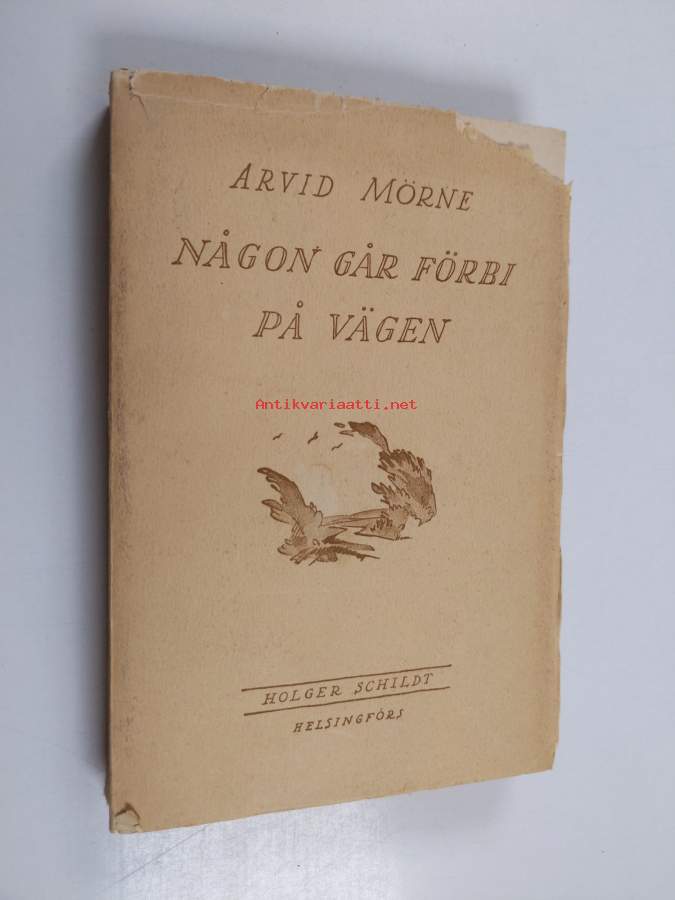 ARVID MÖRNE
NÅGON GÅR FÖRBI
PÅ VÄGEN
Antikvariaatti.net
HOLGER SCHILDT
HELSINGFORS